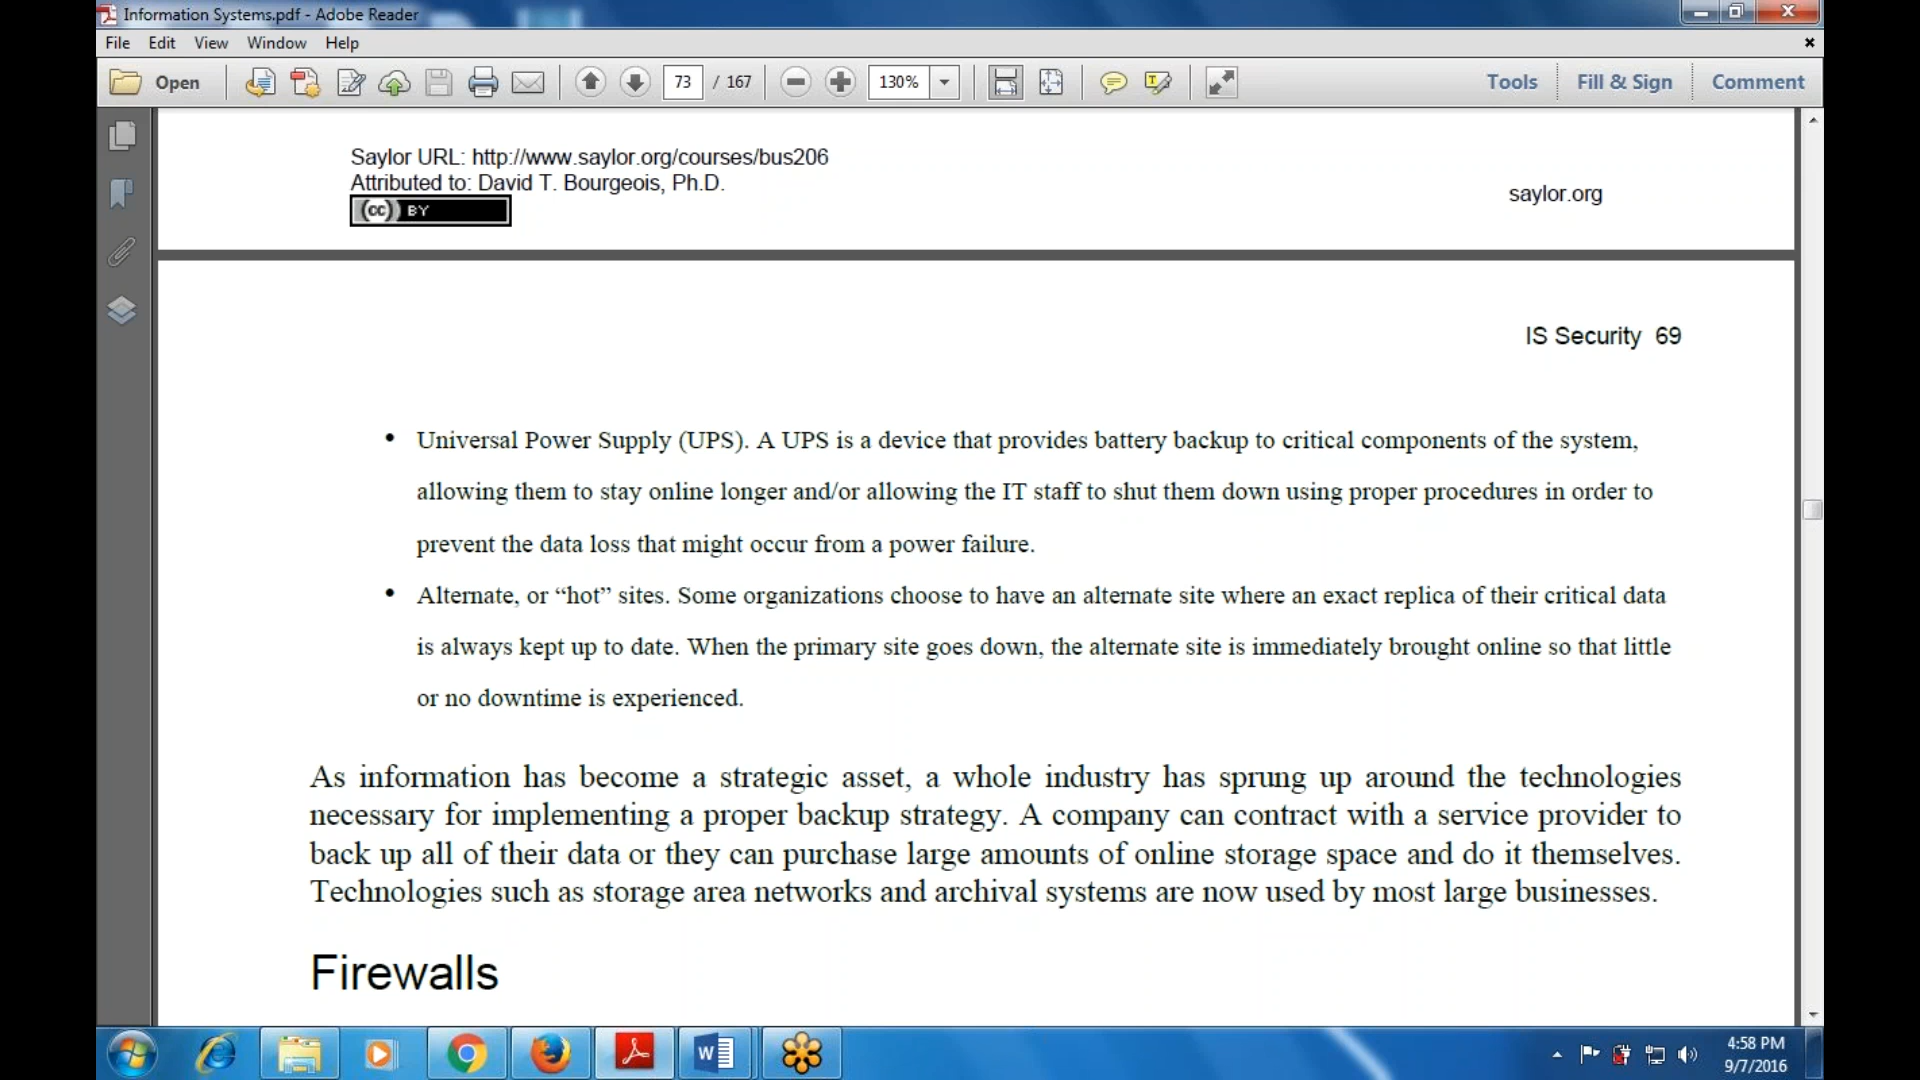 Information Systems.pdf - Adobe Reader
File Edit View Window Help
Open 73 / 167 130% Tools Fill & Sign Comment
Saylor URL: http://www.saylor.org/courses/bus206
Attributed to: David T. Bourgeois, Ph.D.
saylor.org
(cc) BY
IS Security 69
• Universal Power Supply (UPS). A UPS is a device that provides battery backup to critical components of the system,
allowing them to stay online longer and/or allowing the IT staff to shut them down using proper procedures in order to
prevent the data loss that might occur from a power failure.
• Alternate, or “hot” sites. Some organizations choose to have an alternate site where an exact replica of their critical data
is always kept up to date. When the primary site goes down, the alternate site is immediately brought online so that little
or no downtime is experienced.
As information has become a strategic asset, a whole industry has sprung up around the technologies
necessary for implementing a proper backup strategy. A company can contract with a service provider to
back up all of their data or they can purchase large amounts of online storage space and do it themselves.
Technologies such as storage area networks and archival systems are now used by most large businesses.
Firewalls
4:58 PM
9/7/2016